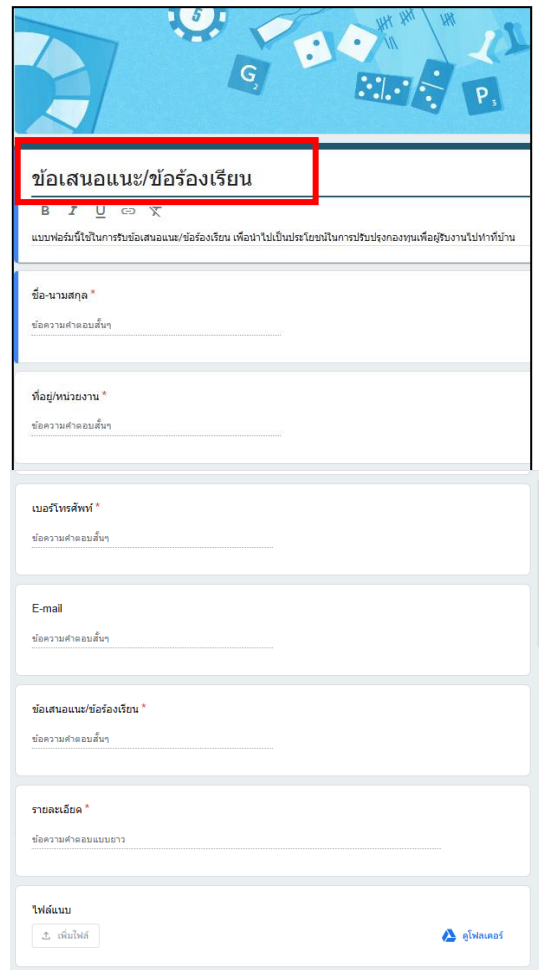 5
G2
P3
ข้อเสนอแนะ/ข้อร้องเรียน
B I U
แบบฟอร์มนี้ใช้ในการรับข้อเสนอแนะ/ข้อร้องเรียน เพื่อนำไปเป็นประโยชน์ในการปรับปรุงกองทุนเพื่อผู้รับงานไปทำที่บ้าน
ชื่อ-นามสกุล *
ข้อความคำตอบสั้นๆ
ที่อยู่/หน่วยงาน *
ข้อความคำตอบสั้นๆ
เบอร์โทรศัพท์ *
ข้อความคำตอบสั้นๆ
E-mail
ข้อความคำตอบสั้นๆ
ข้อเสนอแนะ/ข้อร้องเรียน *
ข้อความคำตอบสั้นๆ
รายละเอียด *
ข้อความคำตอบแบบยาว
ไฟล์แนบ
เพิ่มไฟล์ ดูโฟลเดอร์